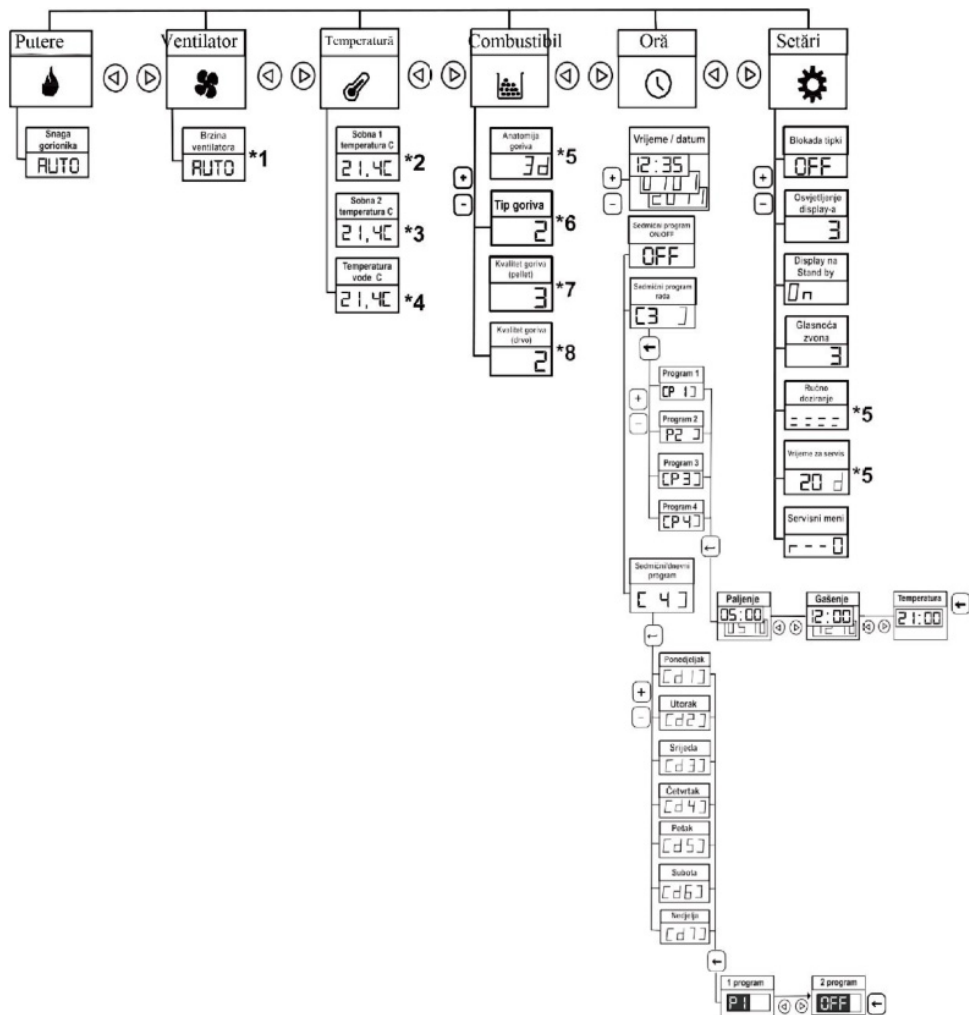 Putere
Ventilator
Temperatură
Combustibil
Oră
Setări
Snaga
gorionika
AUTO
Brzina
ventilatora
AUTO
*1
Sobna 1
temperatura C
21,4C
*2
Sobna 2
temperatura C
21,4C
*3
Temperatura
vode C
21,4C
*4
+
-
Anatomija
goriva
3d
*5
Tip goriva
2
*6
Kvalitet goriva
(pellet)
3
*7
Kvalitet goriva
(drvo)
2
*8
+
-
Vrijeme / datum
12:35
0101
2011
Sedmični program
ON/OFF
OFF
Sedmični program
rada
[3 ]
+
-
Program 1
[P 1]
Program 2
P2 ]
Program 3
[P3]
Program 4
[P4]
Sedmični/dnevni
program
[ 4]
Paljenje
05:00
0510
Gašenje
12:00
1210
Temperatura
21:00
+
-
Ponedjeljak
[d1]
Utorak
[d2]
Srijeda
[d3]
Četvrtak
[d4]
Petak
[d5]
Subota
[d6]
Nedjelja
[d7]
1 program
P1
2 program
OFF
+
-
Blokada tipki
OFF
Osvjetljenje
display-a
3
Display na
Stand by
On
Glasnoća
zvona
3
Ručno
doziranje
----
*5
Vrijeme za servis
20 d
*5
Servisni meni
r---0